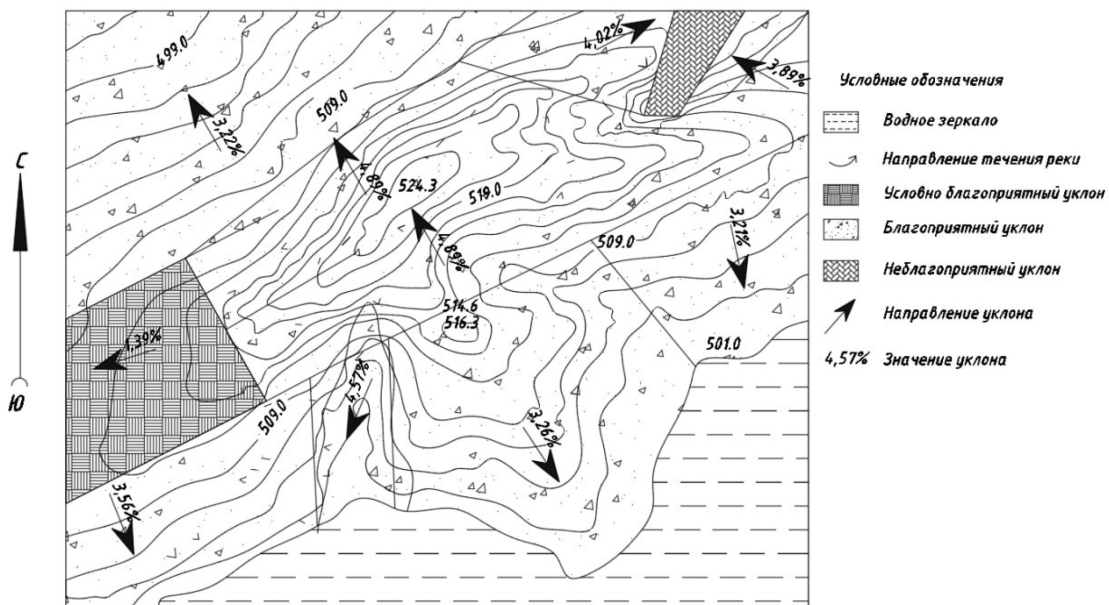 С
Ю
499.0
3,22%
509.0
4,89%
524.3
519.0
4,89%
4,02%
3,89%
3,21%
509.0
501.0
514.6
516.3
1,39%
509.0
4,57%
3,26%
3,56%
Условные обозначения
Водное зеркало
Направление течения реки
Условно благоприятный уклон
Благоприятный уклон
Неблагоприятный уклон
Направление уклона
4,57% Значение уклона